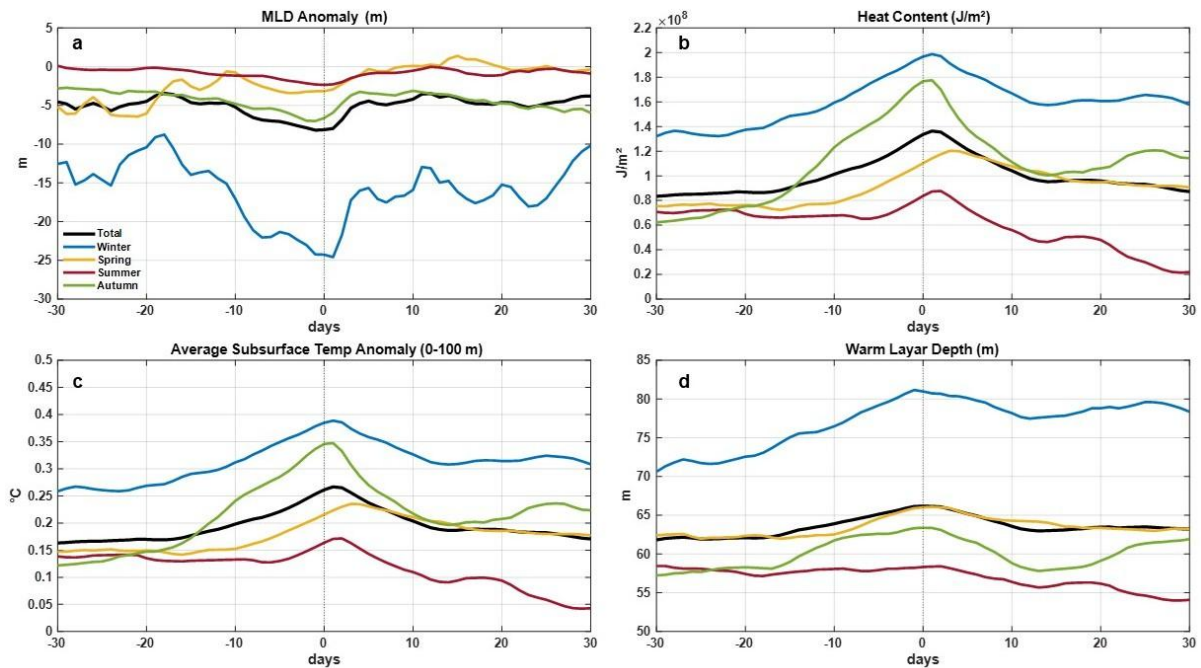 MLD Anomaly (m)
a
5
0
-5
-10
-15
-20
-25
-30
m
Total
Winter
Spring
Summer
Autumn
-30 -20 -10 0 10 20 30
days
Heat Content (J/m²)
b
×10⁸
2.2
2
1.8
1.6
1.4
1.2
1
0.8
0.6
0.4
0.2
0
J/m²
-30 -20 -10 0 10 20 30
days
Average Subsurface Temp Anomaly (0-100 m)
c
0.5
0.45
0.4
0.35
0.3
0.25
0.2
0.15
0.1
0.05
0
°C
-30 -20 -10 0 10 20 30
days
Warm Layar Depth (m)
d
85
80
75
70
65
60
55
50
m
-30 -20 -10 0 10 20 30
days